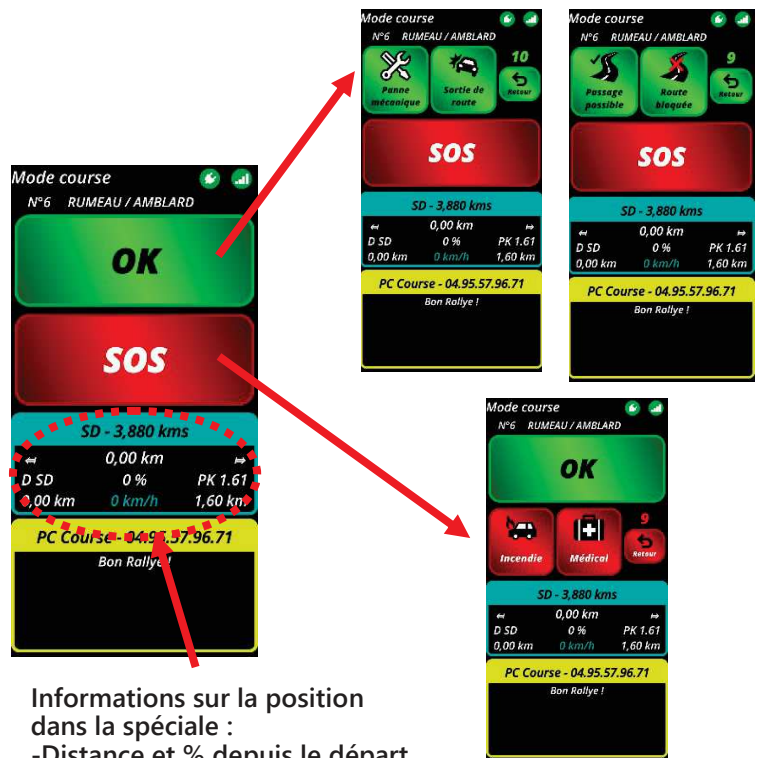 Mode course
N°6 RUMEAU / AMBLARD
OK
SOS
SD - 3,880 kms
0,00 km
D SD 0 % PK 1.61
0,00 km 0 km/h 1,60 km
PC Course - 04.95.57.96.71
Bon Rallye !
Mode course
N°6 RUMEAU / AMBLARD
Panne mécanique
Sortie de route
10
Retour
SOS
SD - 3,880 kms
0,00 km
D SD 0 % PK 1.61
0,00 km 0 km/h 1,60 km
PC Course - 04.95.57.96.71
Bon Rallye !
Mode course
N°6 RUMEAU / AMBLARD
Passage possible
Route bloquée
9
Retour
SOS
SD - 3,880 kms
0,00 km
D SD 0 % PK 1.61
0,00 km 0 km/h 1,60 km
PC Course - 04.95.57.96.71
Bon Rallye !
Mode course
N°6 RUMEAU / AMBLARD
OK
Incendie
Médical
9
Retour
SD - 3,880 kms
0,00 km
D SD 0 % PK 1.61
0,00 km 0 km/h 1,60 km
PC Course - 04.95.57.96.71
Bon Rallye !
Informations sur la position
dans la spéciale :
-Distance et % depuis le départ